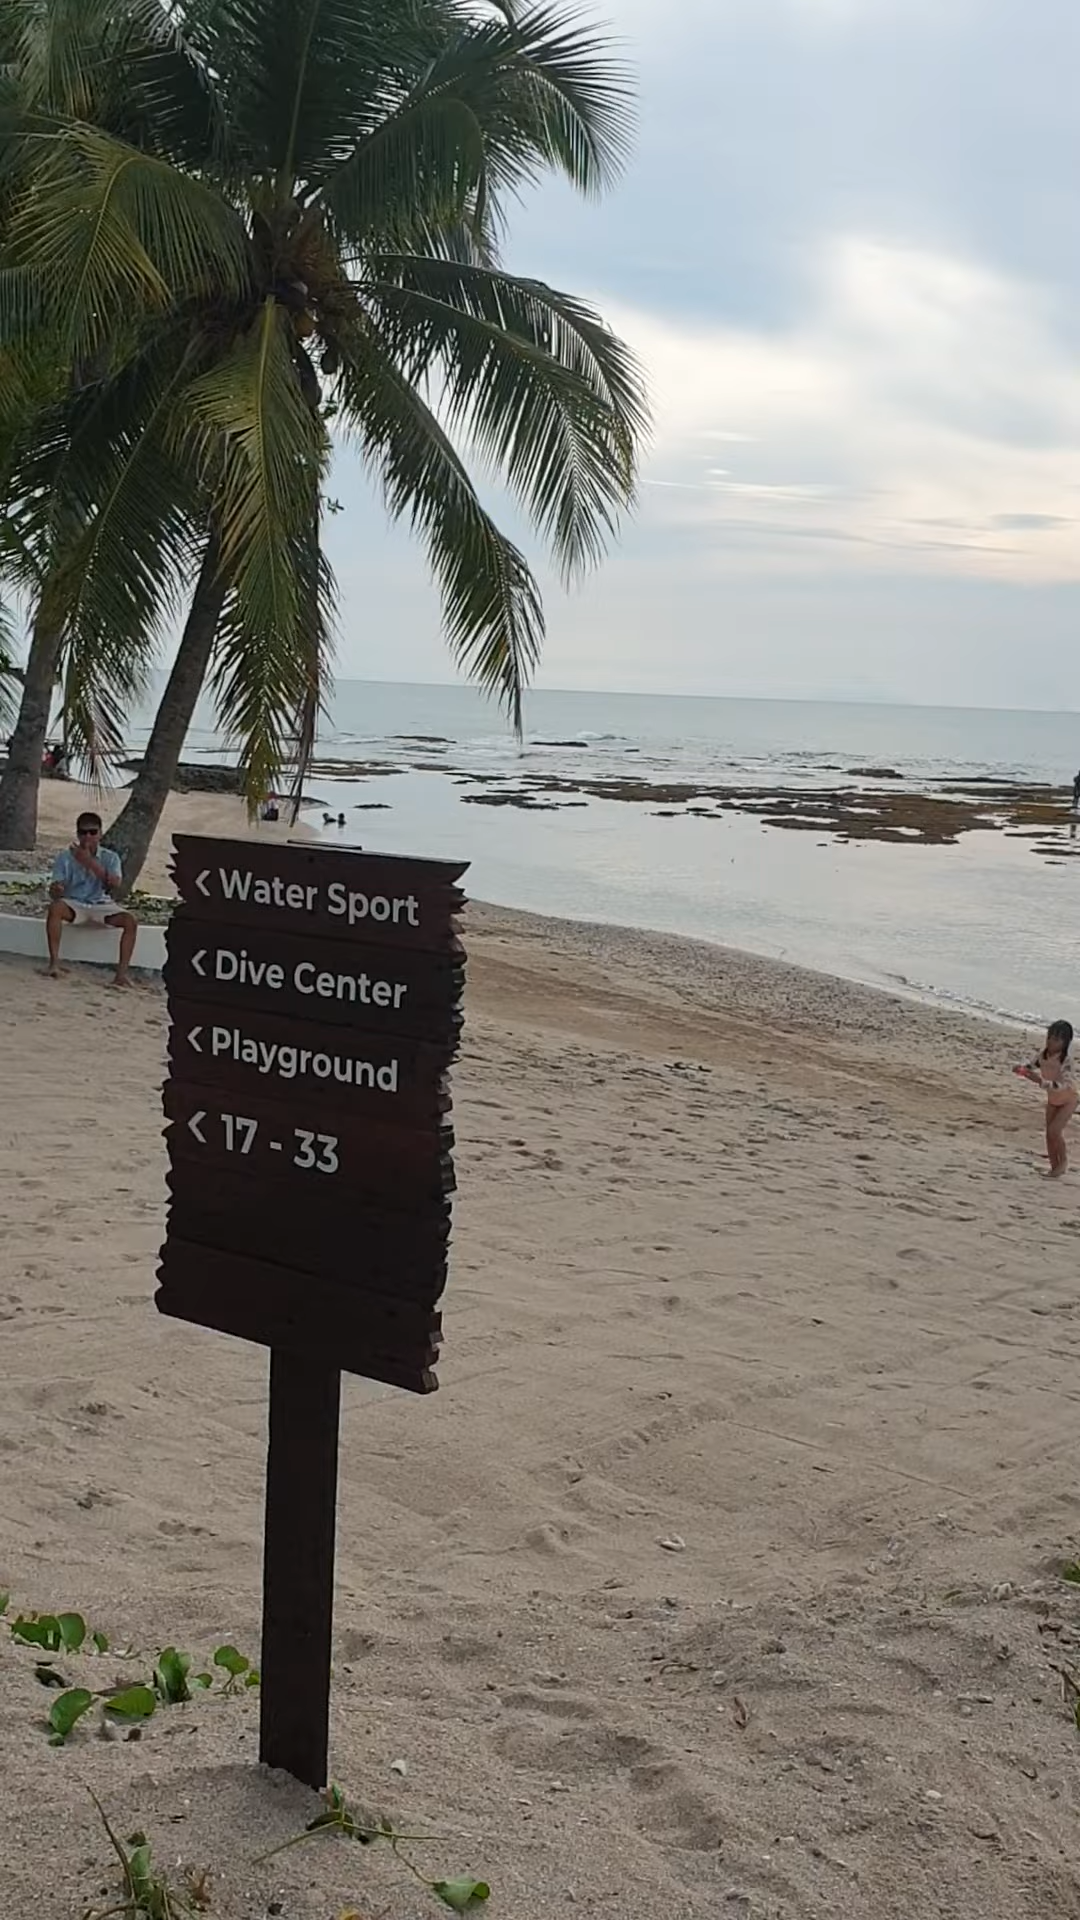 < Water Sport
< Dive Center
< Playground
< 17 - 33